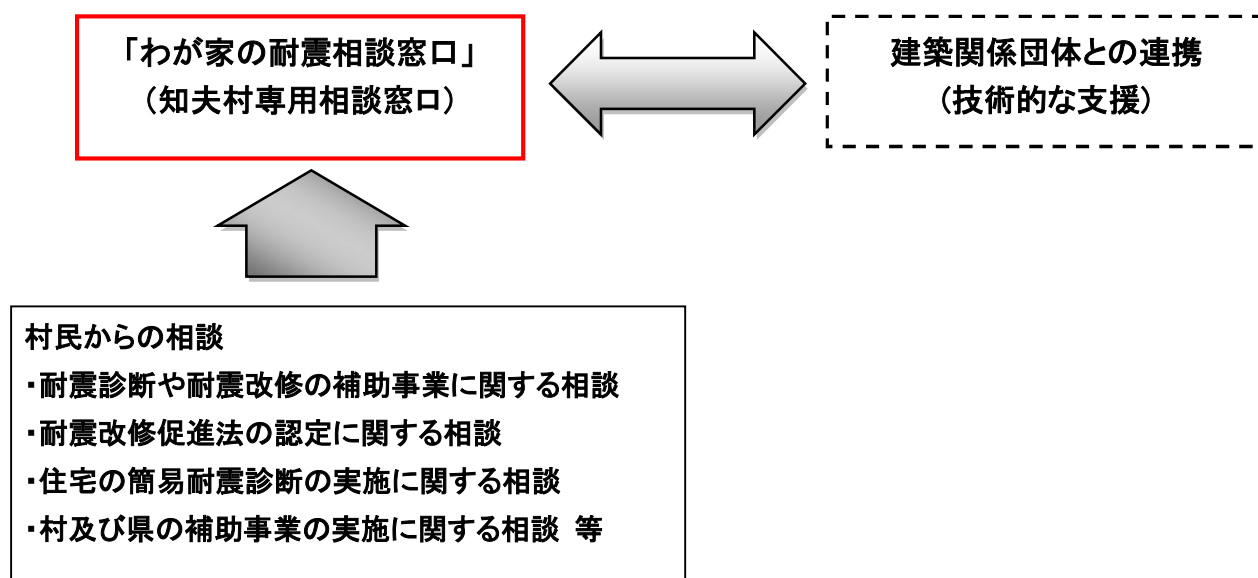 「わが家の耐震相談窓口」
（知夫村専用相談窓口）
建築関係団体との連携
（技術的な支援）
村民からの相談
・耐震診断や耐震改修の補助事業に関する相談
・耐震改修促進法の認定に関する相談
・住宅の簡易耐震診断の実施に関する相談
・村及び県の補助事業の実施に関する相談 等